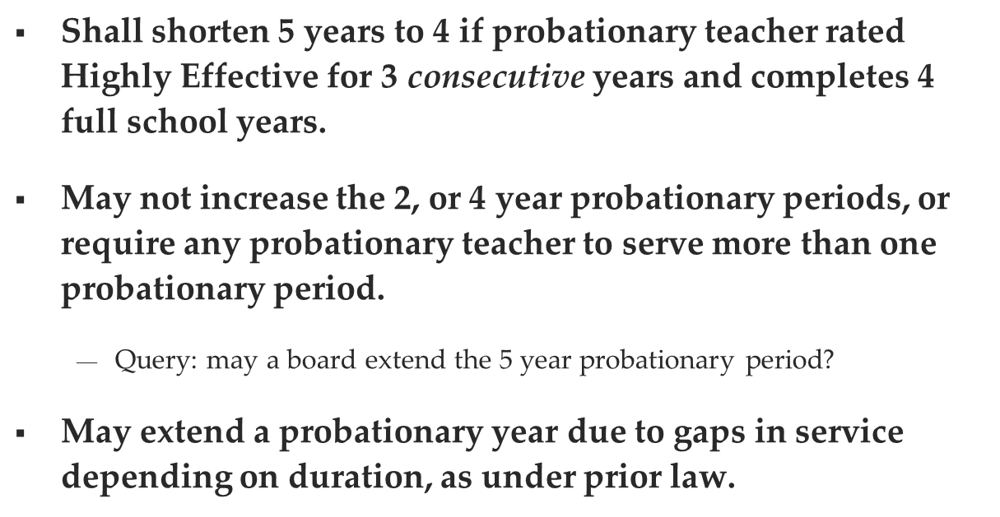 ▪ Shall shorten 5 years to 4 if probationary teacher rated
Highly Effective for 3 consecutive years and completes 4
full school years.
▪ May not increase the 2, or 4 year probationary periods, or
require any probationary teacher to serve more than one
probationary period.
— Query: may a board extend the 5 year probationary period?
▪ May extend a probationary year due to gaps in service
depending on duration, as under prior law.